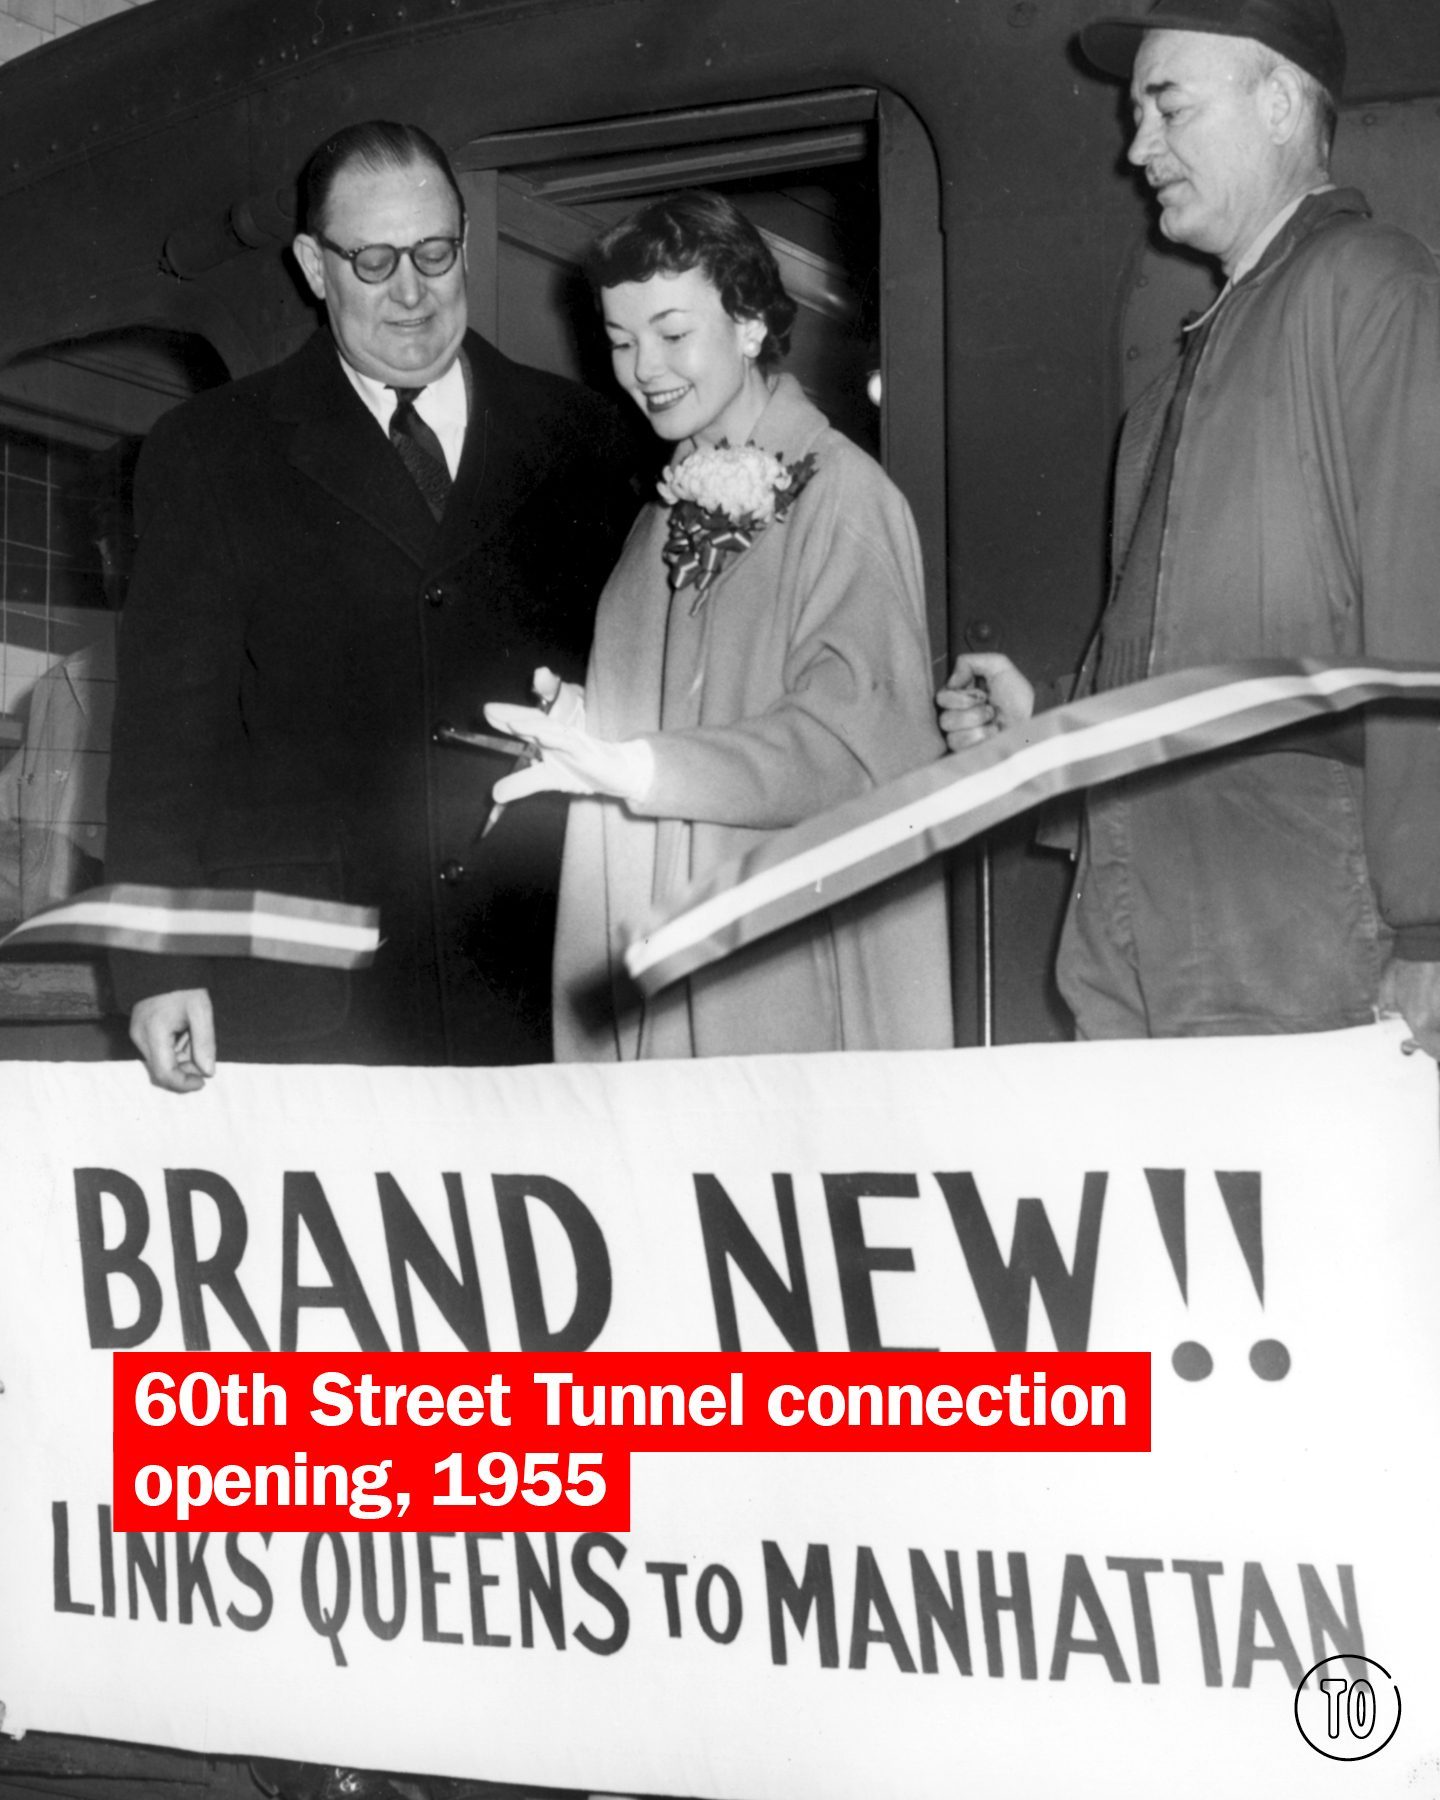 BRAND NEW!!
60th Street Tunnel connection
opening, 1955
LINKS QUEENS TO MANHATTAN
TO